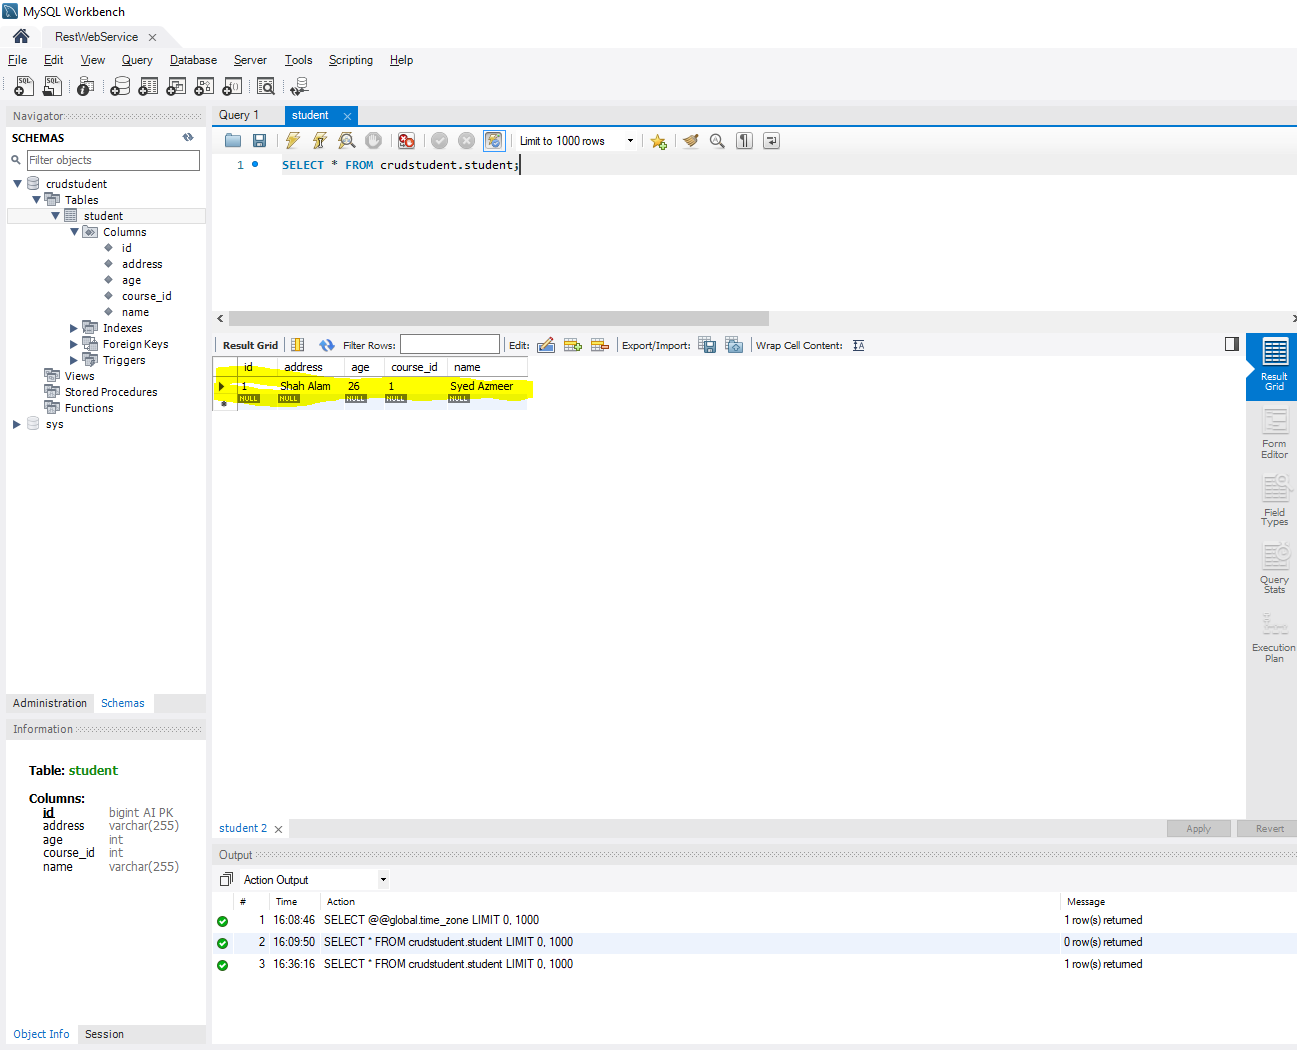 MySQL Workbench
RestWebService
File Edit View Query Database Server Tools Scripting Help
Navigator
SCHEMAS
Filter objects
crudstudent
Tables
student
Columns
id
address
age
course_id
name
Indexes
Foreign Keys
Triggers
Views
Stored Procedures
Functions
sys
Administration Schemas
Information
Table: student
Columns:
id bigint AI PK
address varchar(255)
age int
course_id int
name varchar(255)
Object Info Session
Query 1 student
Limit to 1000 rows
1 SELECT * FROM crudstudent.student;
Result Grid Filter Rows: Edit: Export/Import: Wrap Cell Content:
id address age course_id name
1 Shah Alam 26 1 Syed Azmeer
NULL NULL NULL NULL NULL
Result
Grid
Form
Editor
Field
Types
Query
Stats
Execution
Plan
student 2 Apply Revert
Output
Action Output
# Time Action Message
1 16:08:46 SELECT @@global.time_zone LIMIT 0, 1000 1 row(s) returned
2 16:09:50 SELECT * FROM crudstudent.student LIMIT 0, 1000 0 row(s) returned
3 16:36:16 SELECT * FROM crudstudent.student LIMIT 0, 1000 1 row(s) returned